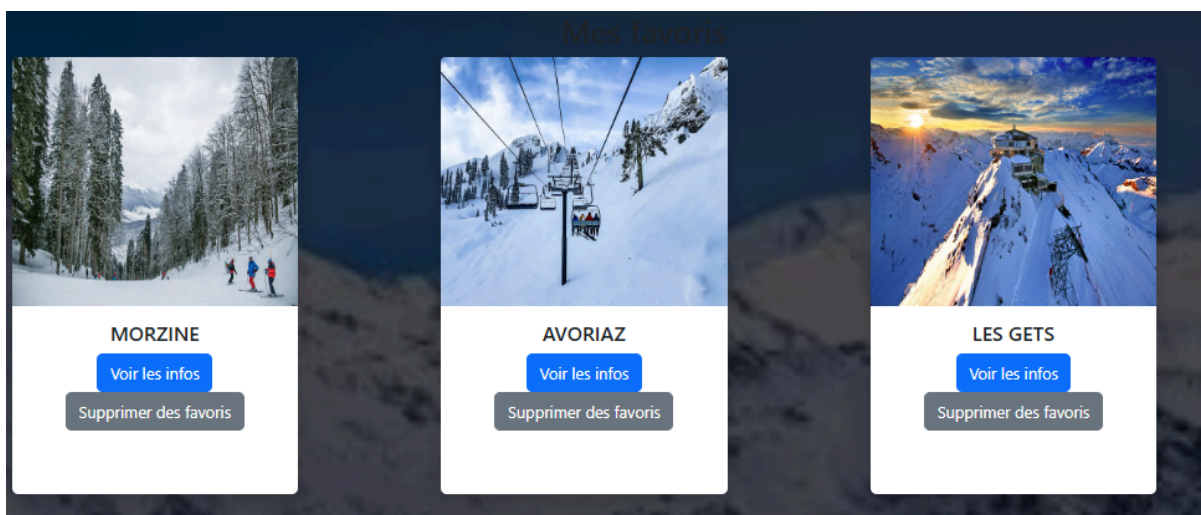 Mes favoris
MORZINE
Voir les infos
Supprimer des favoris
AVORIAZ
Voir les infos
Supprimer des favoris
LES GETS
Voir les infos
Supprimer des favoris